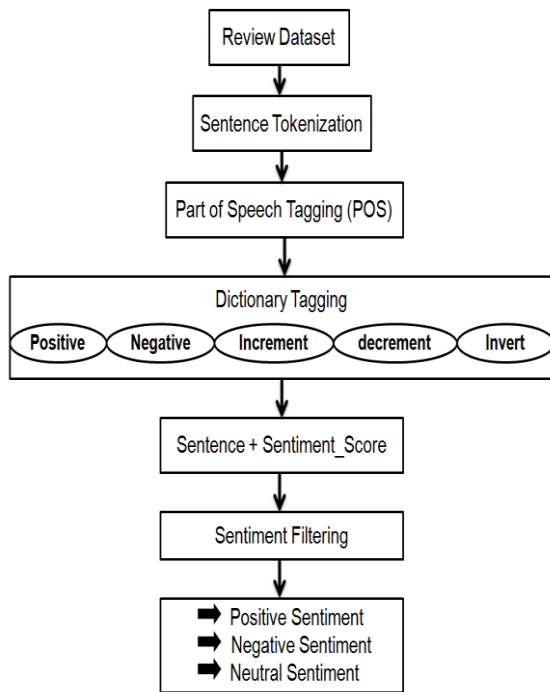 Review Dataset
Sentence Tokenization
Part of Speech Tagging (POS)
Dictionary Tagging
Positive Negative Increment decrement Invert
Sentence + Sentiment_Score
Sentiment Filtering
Positive Sentiment
Negative Sentiment
Neutral Sentiment